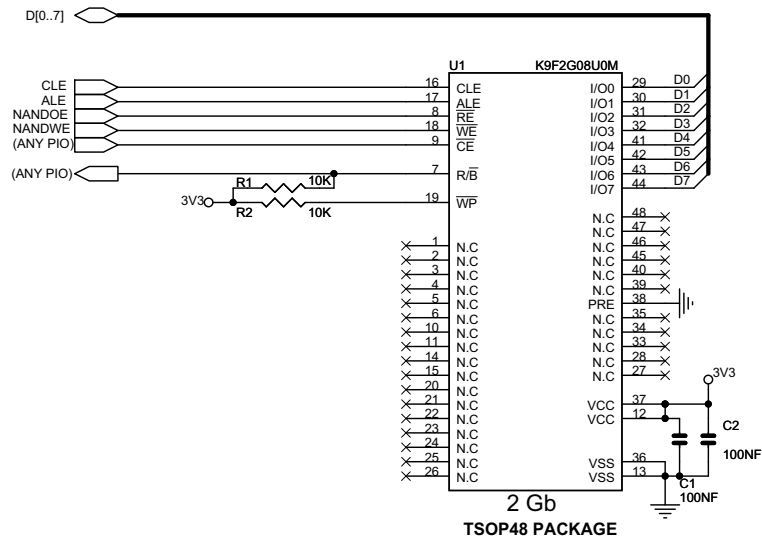 D[0..7]
U1 K9F2G08U0M
CLE 16 CLE I/O0 29 D0
ALE 17 ALE I/O1 30 D1
NANDOE 8 RE I/O2 31 D2
NANDWE 18 WE I/O3 32 D3
(ANY PIO) 9 CE I/O4 41 D4
I/O5 42 D5
(ANY PIO) 7 R/B I/O6 43 D6
I/O7 44 D7
R1 10K
3V3 19 WP
R2 10K
N.C 48
N.C 47
1 N.C N.C 46
2 N.C N.C 45
3 N.C N.C 40
4 N.C N.C 39
5 N.C PRE 38
6 N.C N.C 35
10 N.C N.C 34
11 N.C N.C 33
14 N.C N.C 28
15 N.C N.C 27
20 N.C 3V3
21 N.C VCC 37
22 N.C VCC 12
23 N.C C2
24 N.C 100NF
25 N.C VSS 36
26 N.C VSS 13
C1
100NF
2 Gb
TSOP48 PACKAGE